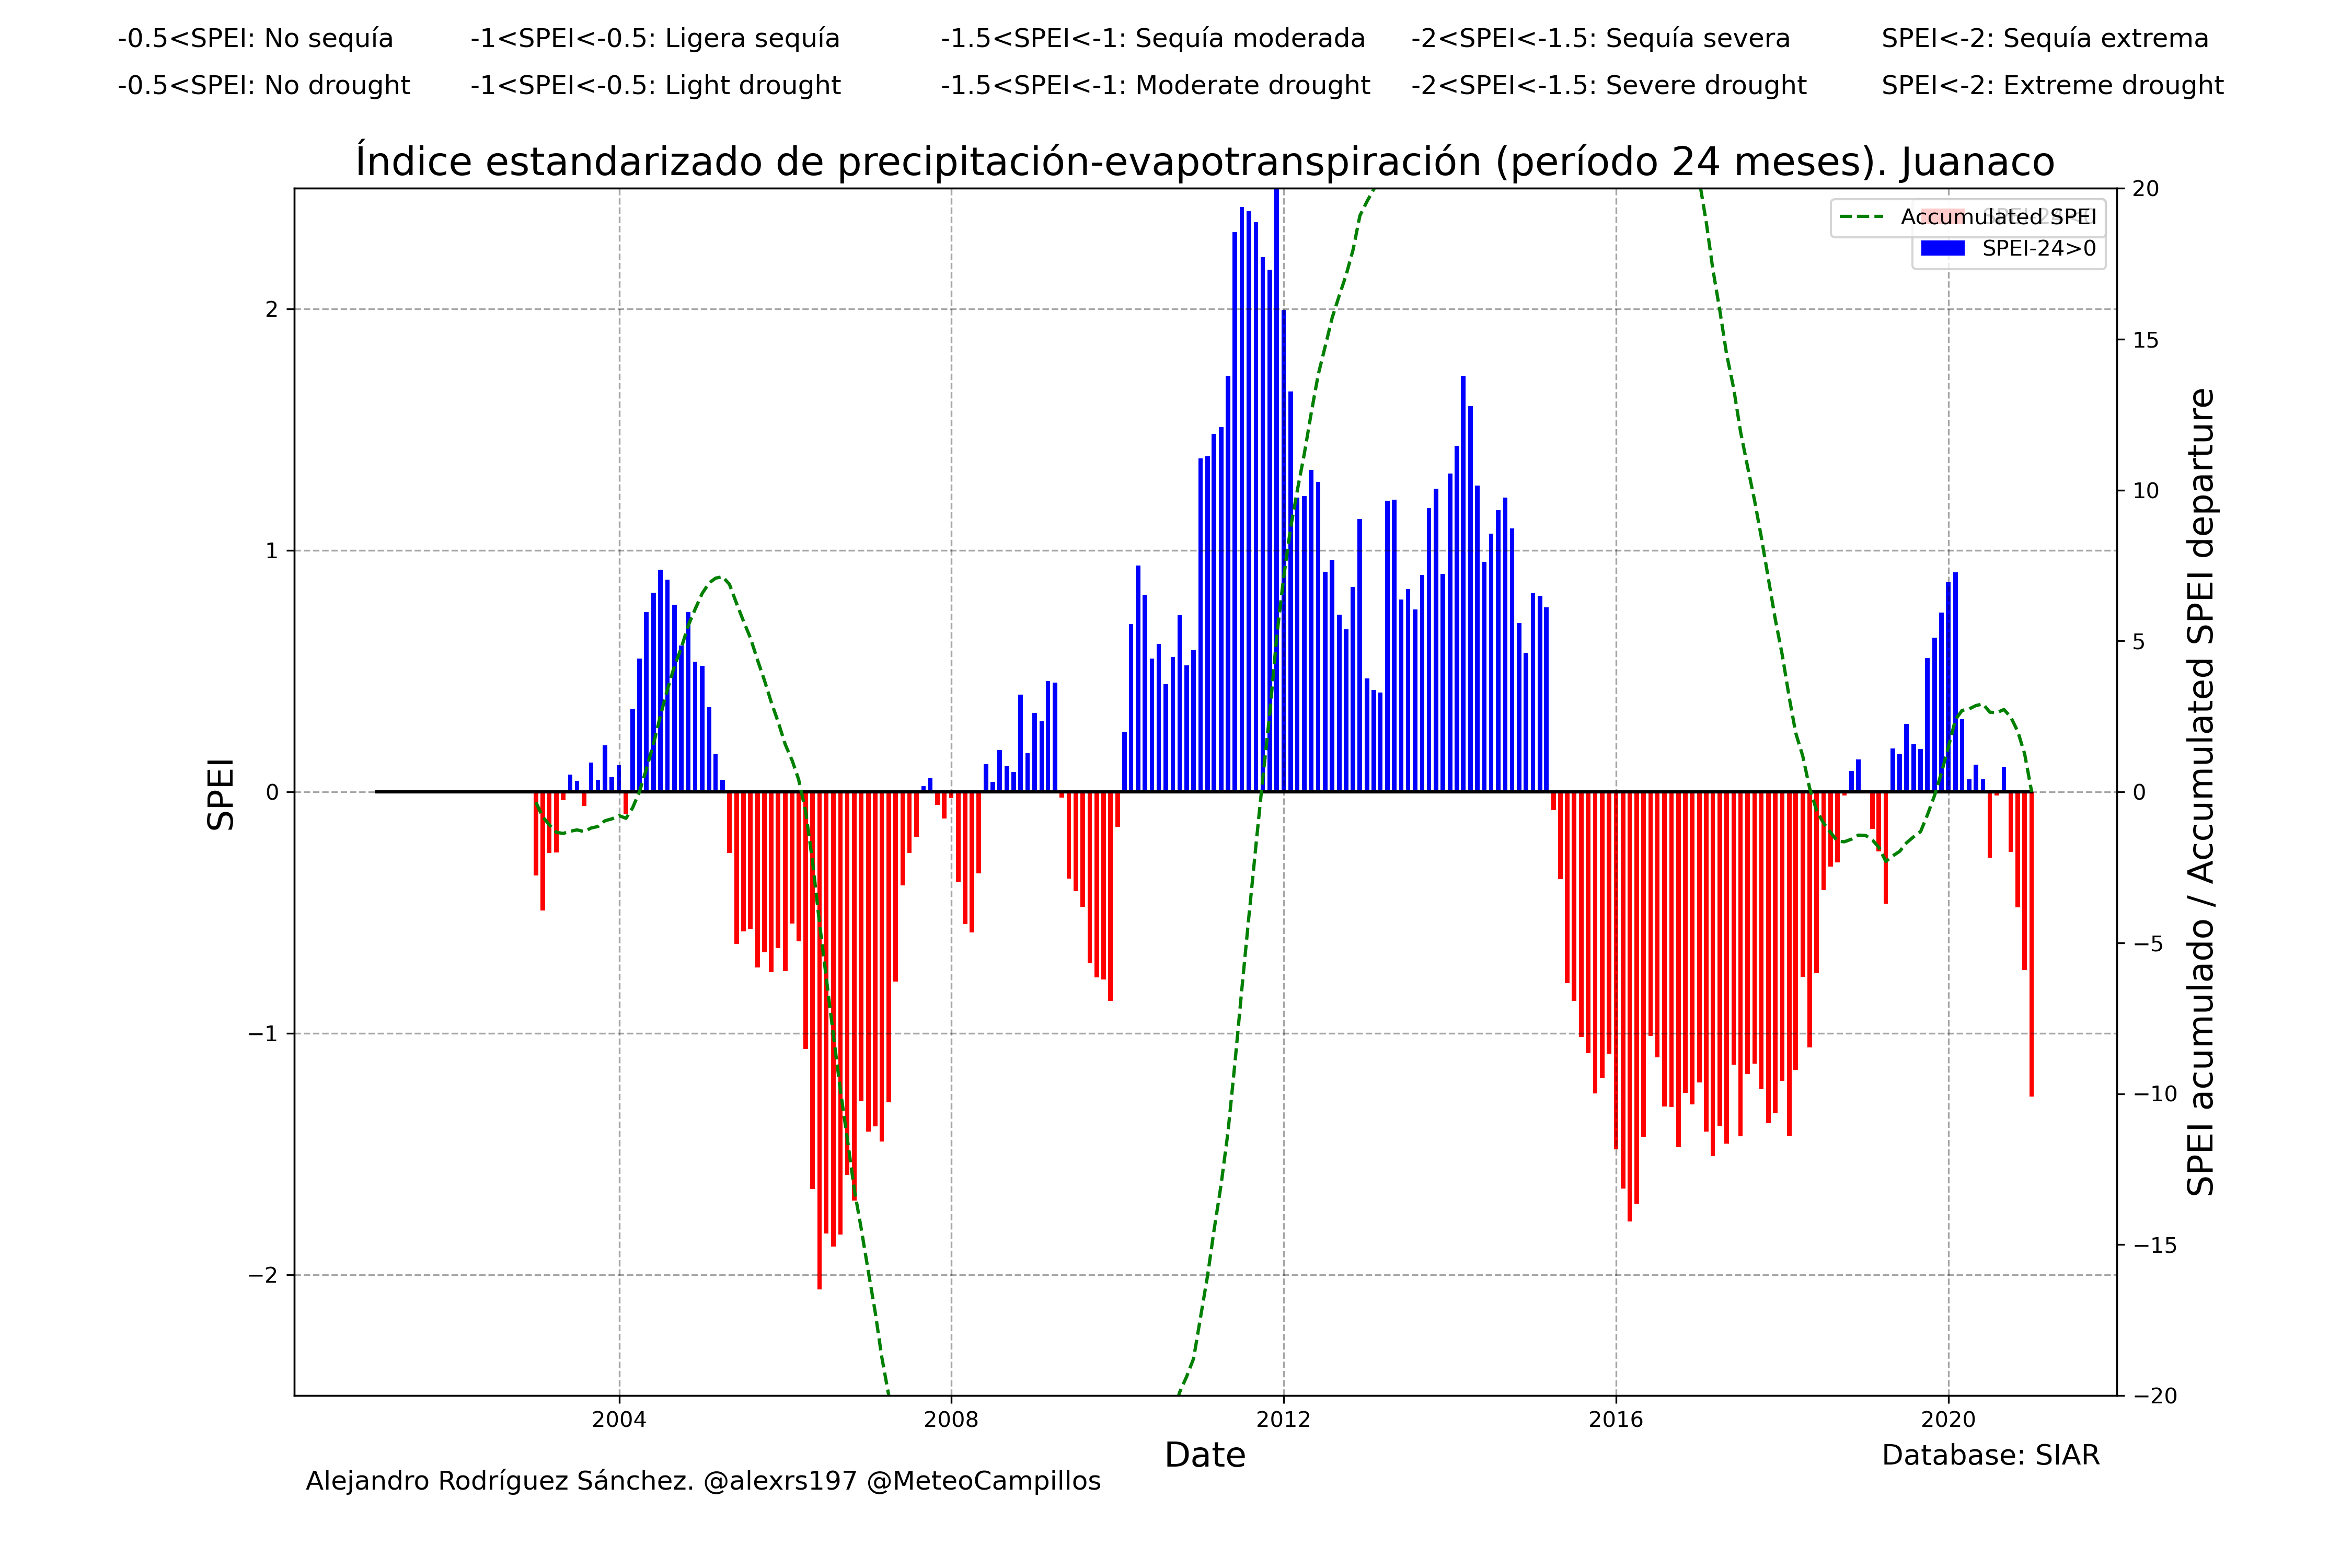 -0.5<SPEI: No sequía -1<SPEI<-0.5: Ligera sequía -1.5<SPEI<-1: Sequía moderada -2<SPEI<-1.5: Sequía severa SPEI<-2: Sequía extrema
-0.5<SPEI: No drought -1<SPEI<-0.5: Light drought -1.5<SPEI<-1: Moderate drought -2<SPEI<-1.5: Severe drought SPEI<-2: Extreme drought
Índice estandarizado de precipitación-evapotranspiración (período 24 meses). Juanaco
Accumulated SPEI
SPEI-24>0
SPEI
2
1
0
−1
−2
20
15
10
5
0
−5
−10
−15
−20
SPEI acumulado / Accumulated SPEI departure
2004 2008 2012 2016 2020
Date
Database: SIAR
Alejandro Rodríguez Sánchez. @alexrs197 @MeteoCampillos